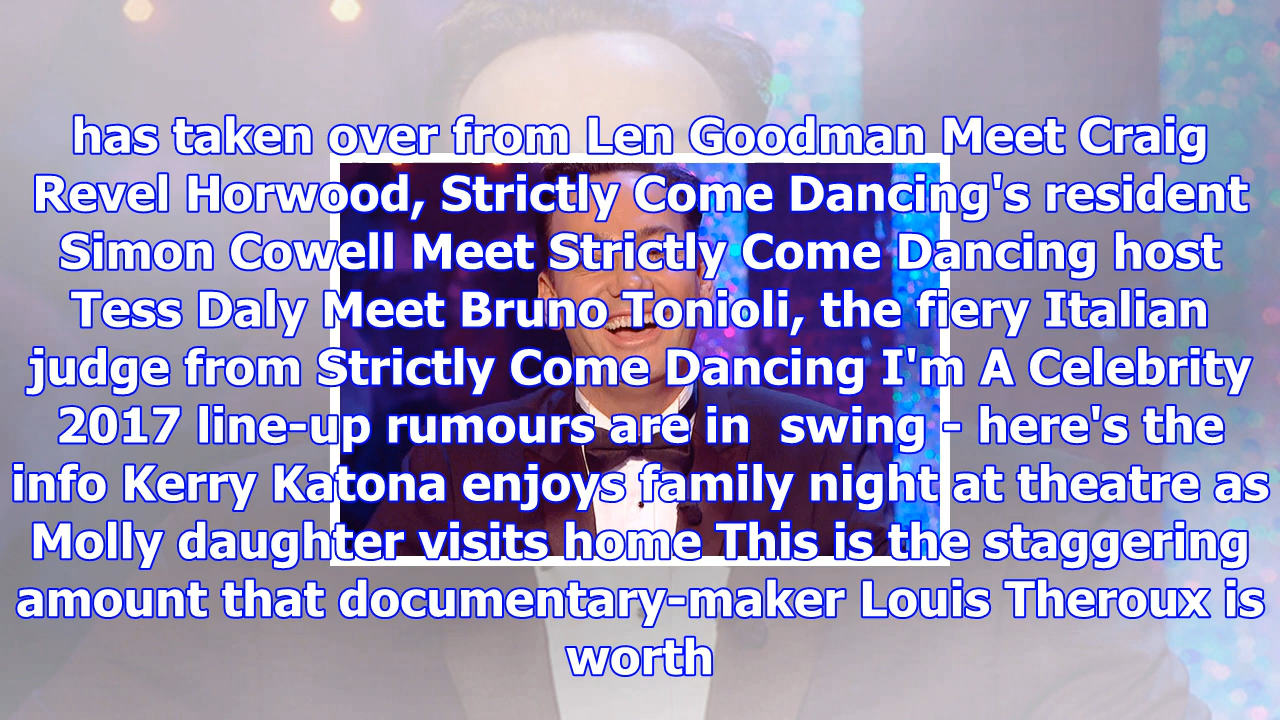 has taken over from Len Goodman Meet Craig
Revel Horwood, Strictly Come Dancing's resident
Simon Cowell Meet Strictly Come Dancing host
Tess Daly Meet Bruno Tonioli, the fiery Italian
judge from Strictly Come Dancing I'm A Celebrity
2017 line-up rumours are in  swing - here's the
info Kerry Katona enjoys family night at theatre as
Molly daughter visits home This is the staggering
amount that documentary-maker Louis Theroux is
worth